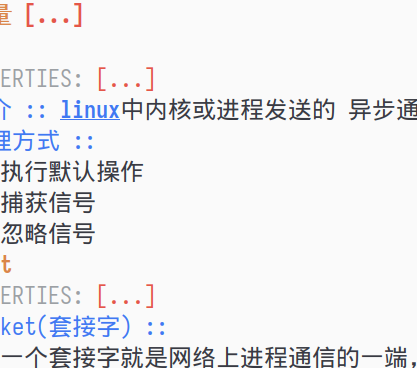 量 [...]
ERTIES: [...]
介 :: linux中内核或进程发送的 异步通
理方式 ::
执行默认操作
捕获信号
忽略信号
t
ERTIES: [...]
ket(套接字) ::
一个套接字就是网络上进程通信的一端,